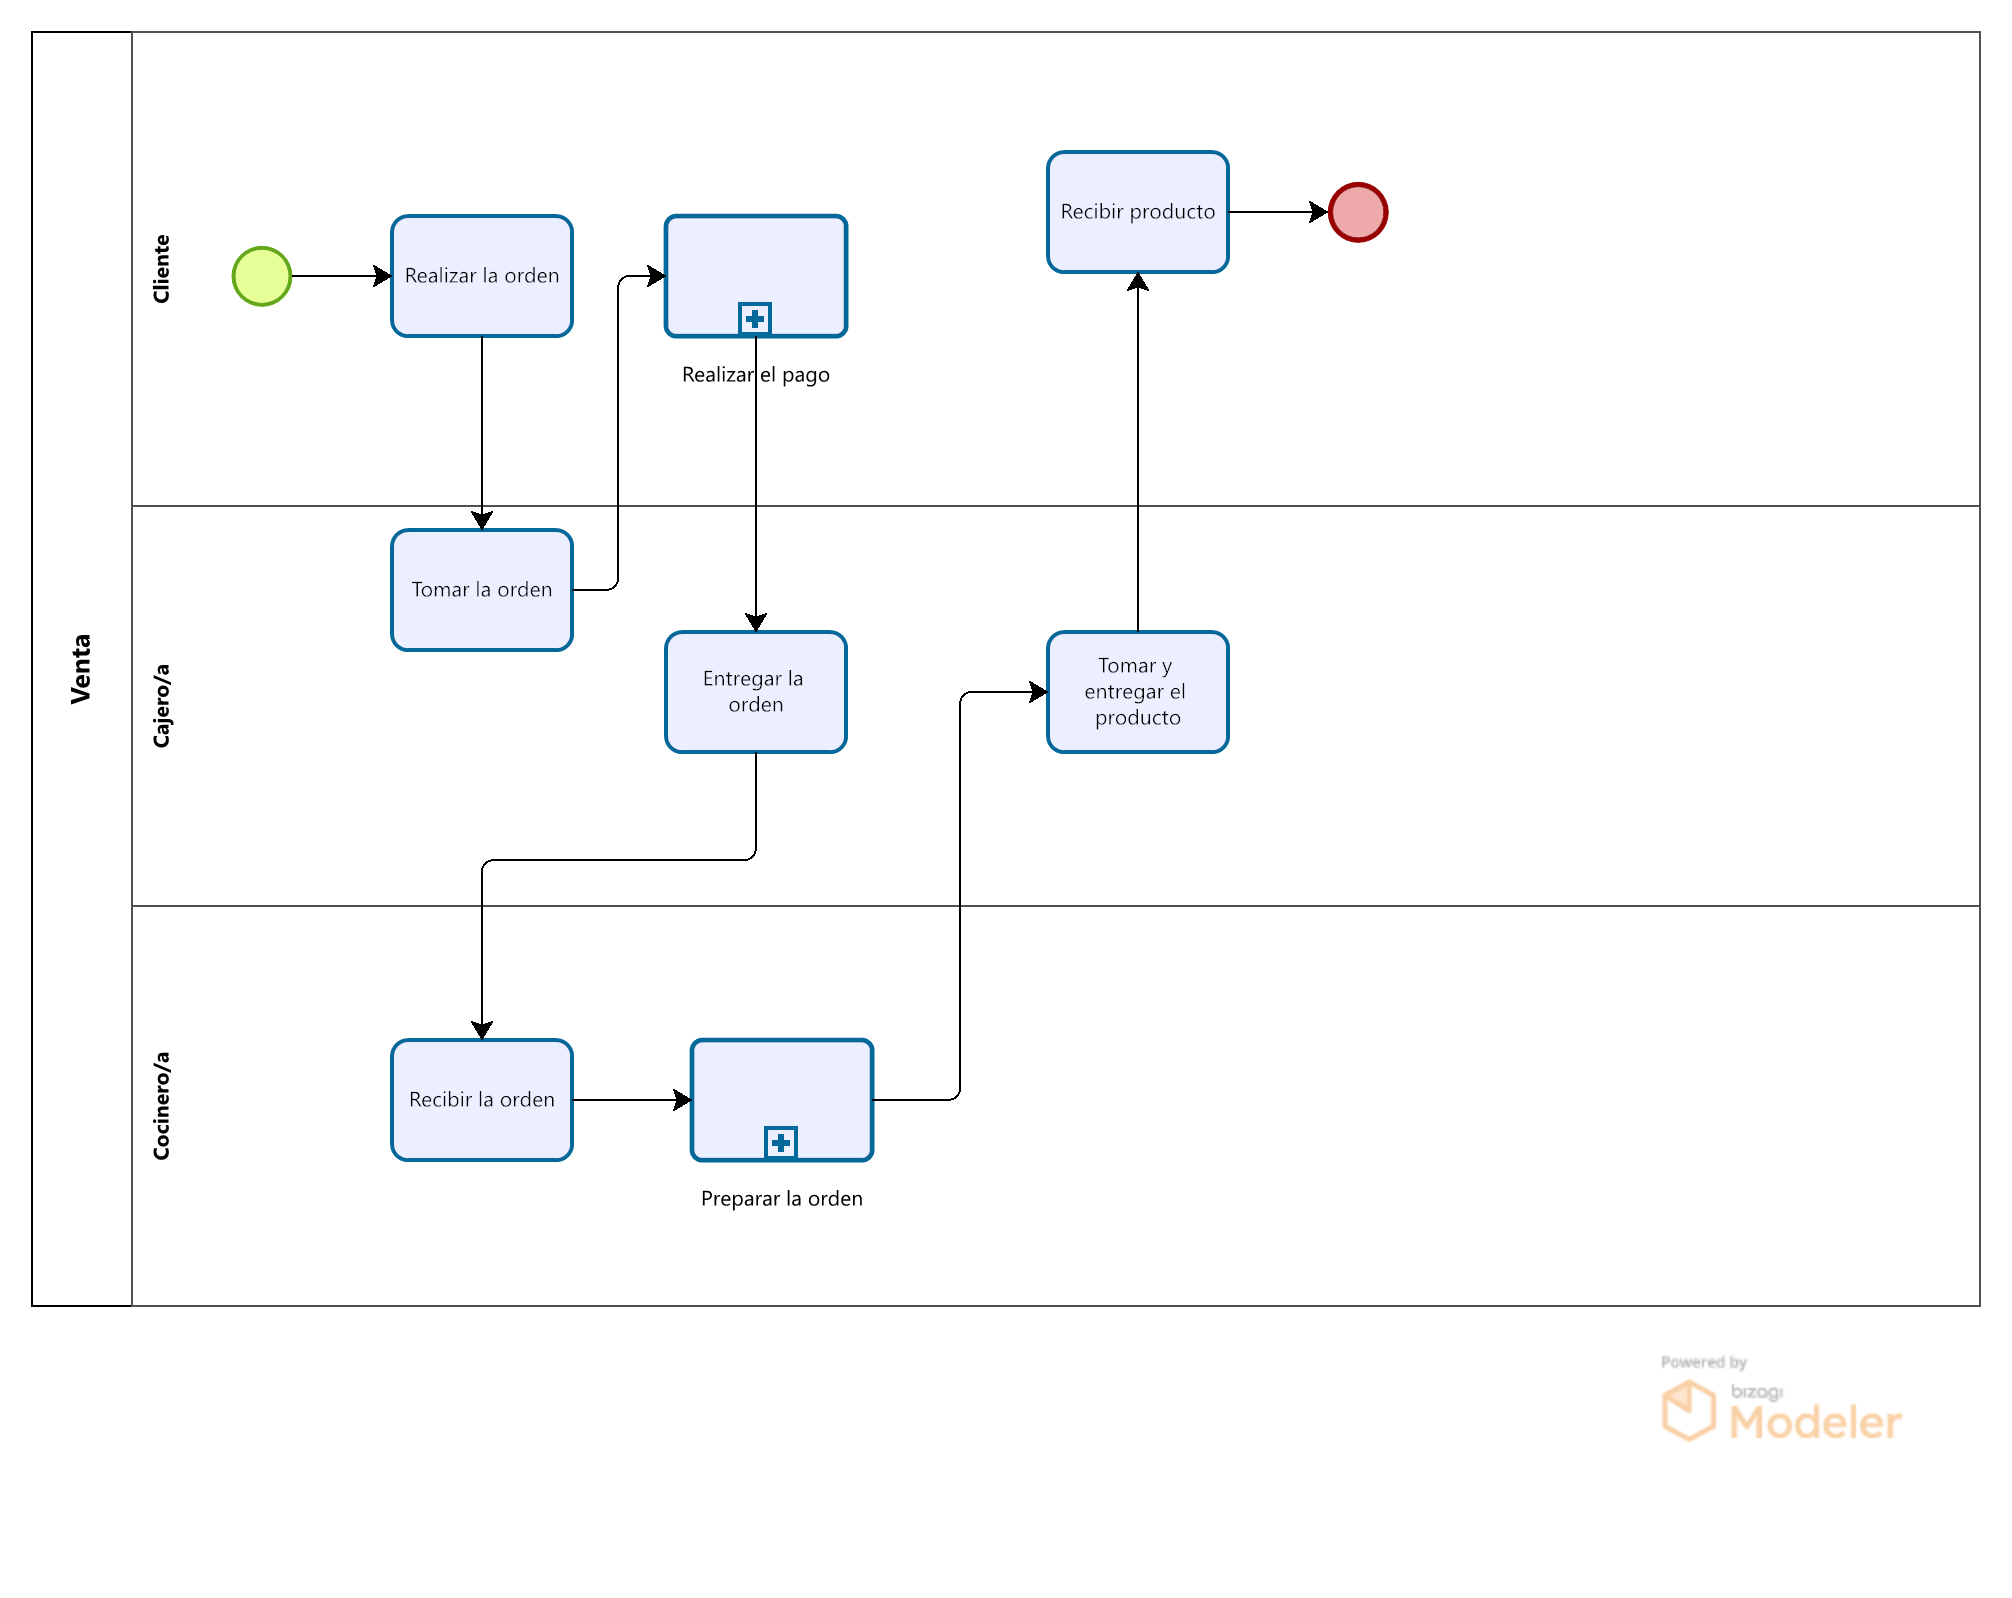 Venta
Cliente
Realizar la orden
Realizar el pago
Recibir producto
Cajero/a
Tomar la orden
Entregar la
orden
Tomar y
entregar el
producto
Cocinero/a
Recibir la orden
Preparar la orden
Powered by
bizagi
Modeler